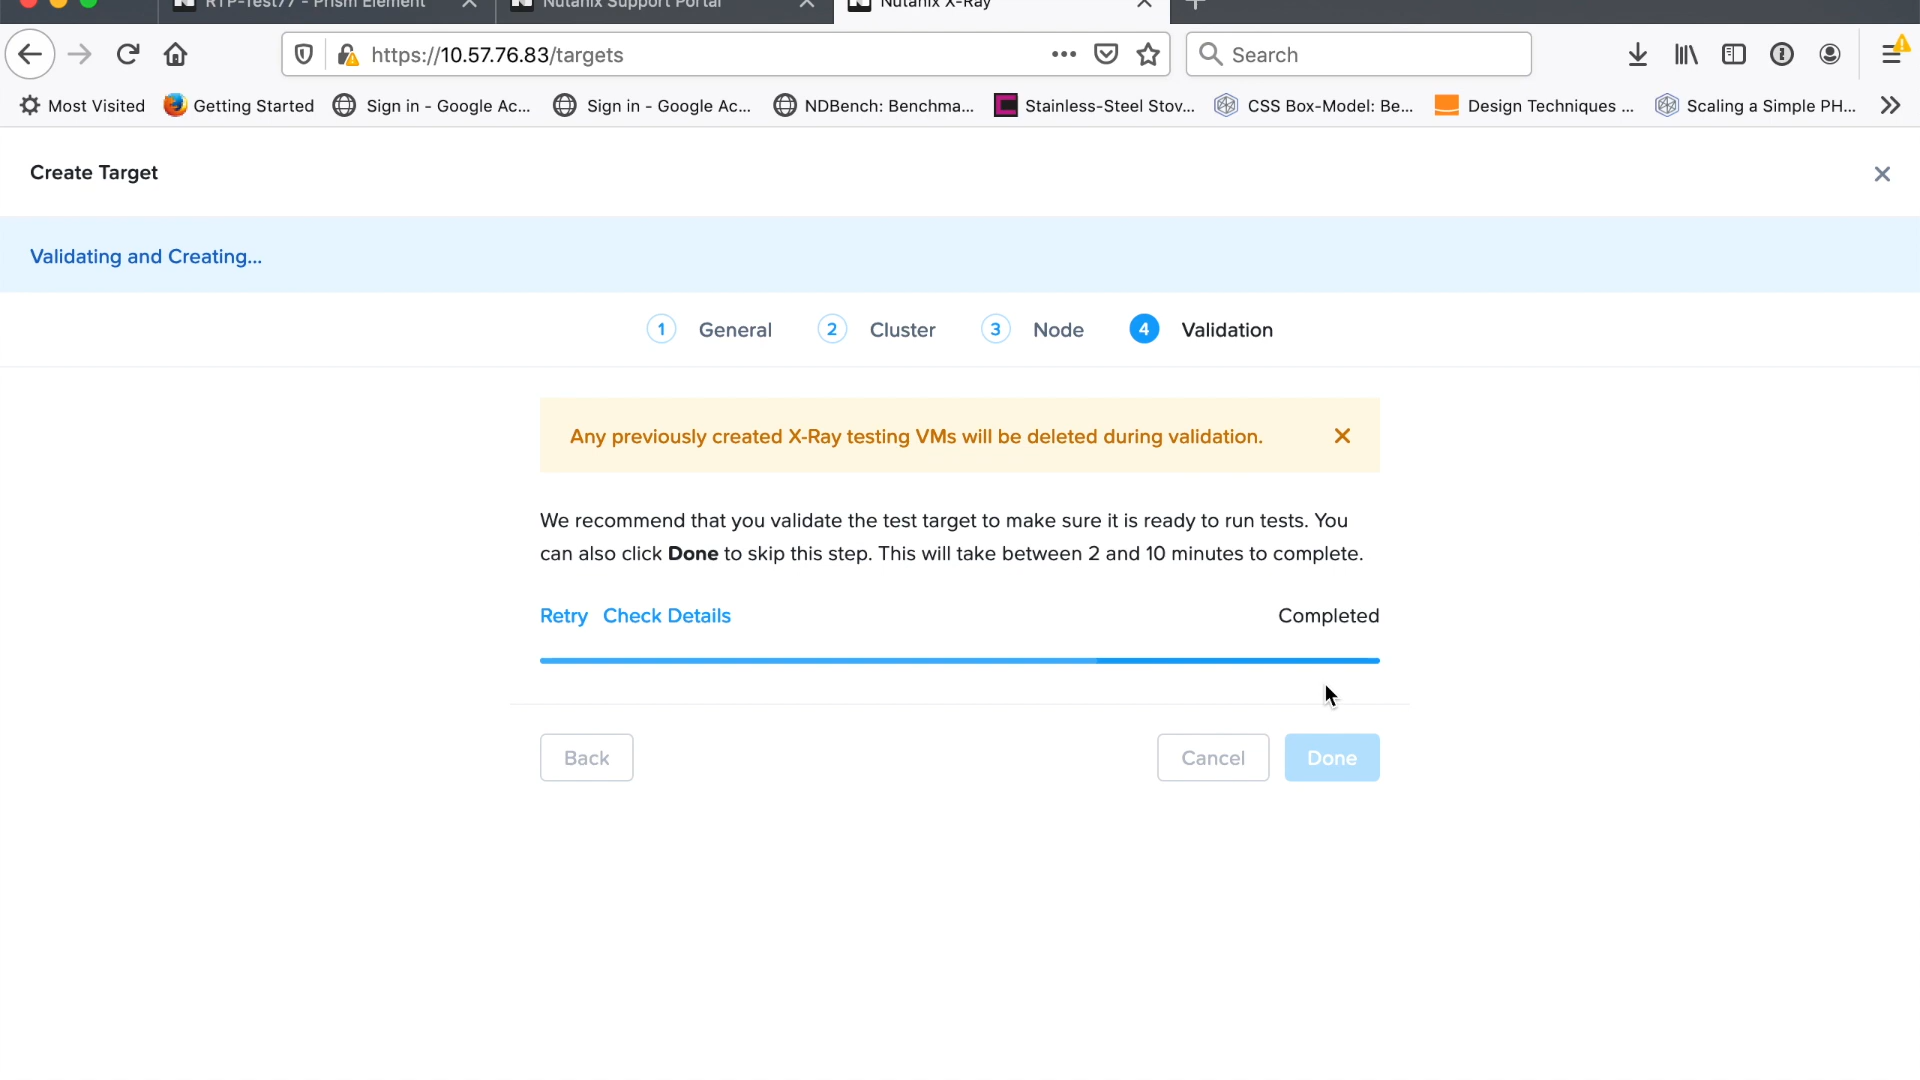 RTP-Test77 - Prism Element
Nutanix Support Portal
Nutanix X-Ray
https://10.57.76.83/targets
Search
Most Visited
Getting Started
Sign in - Google Ac...
Sign in - Google Ac...
NDBench: Benchma...
Stainless-Steel Stov...
CSS Box-Model: Be...
Design Techniques ...
Scaling a Simple PH...
Create Target
Validating and Creating...
1 General
2 Cluster
3 Node
4 Validation
Any previously created X-Ray testing VMs will be deleted during validation.
We recommend that you validate the test target to make sure it is ready to run tests. You
can also click Done to skip this step. This will take between 2 and 10 minutes to complete.
Retry Check Details
Completed
Back
Cancel
Done